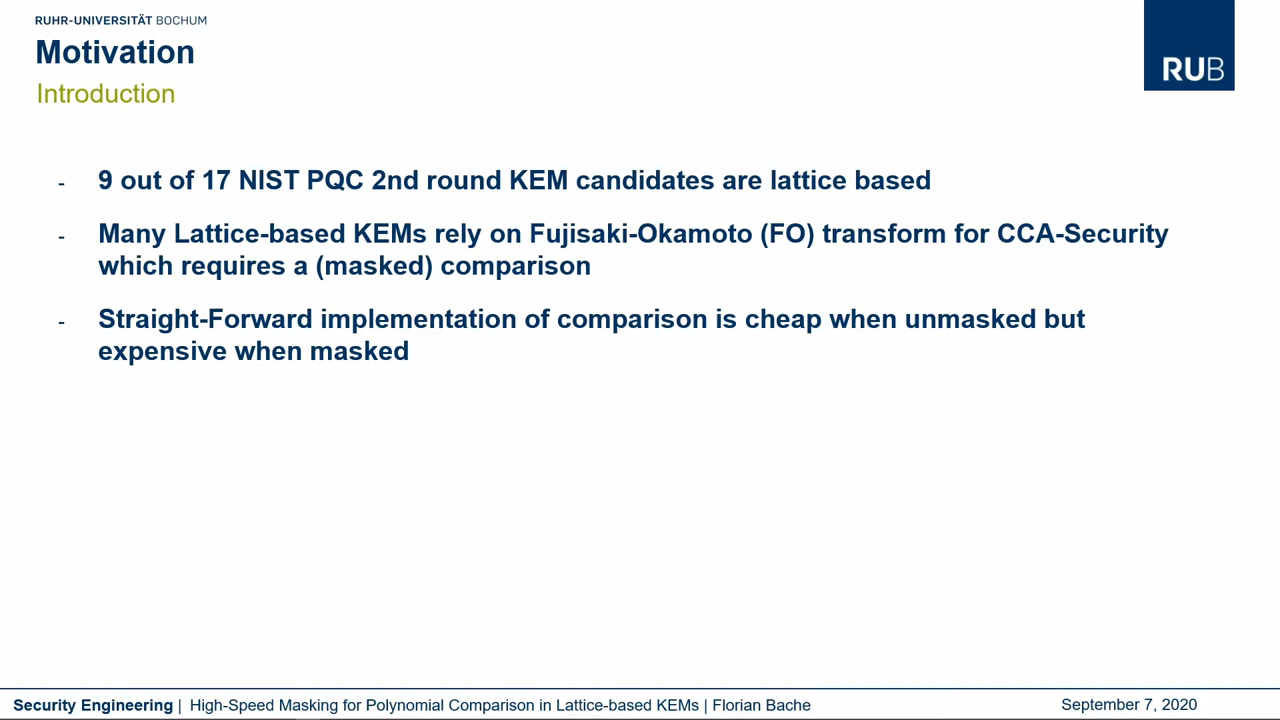 RUHR-UNIVERSITÄT BOCHUM
Motivation
Introduction
RUB
- 9 out of 17 NIST PQC 2nd round KEM candidates are lattice based
- Many Lattice-based KEMs rely on Fujisaki-Okamoto (FO) transform for CCA-Security
which requires a (masked) comparison
- Straight-Forward implementation of comparison is cheap when unmasked but
expensive when masked
Security Engineering | High-Speed Masking for Polynomial Comparison in Lattice-based KEMs | Florian Bache
September 7, 2020